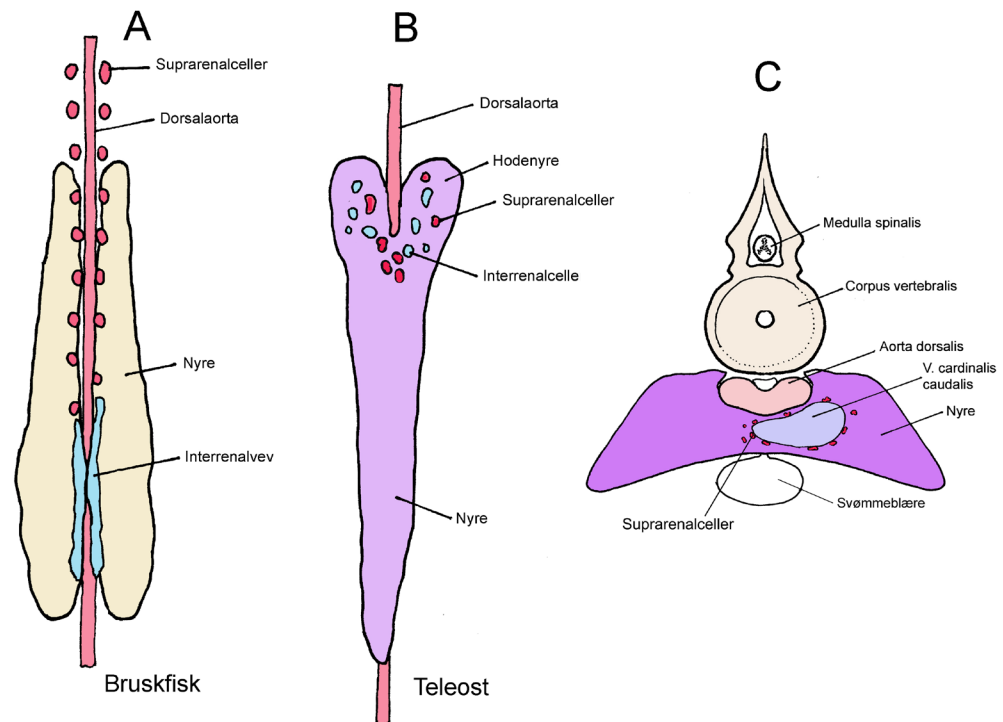 A
Suprarenalceller
Dorsalaorta
Nyre
Interrenalvev
Bruskfisk
B
Dorsalaorta
Hodenyre
Suprarenalceller
Interrenalcelle
Nyre
Teleost
C
Medulla spinalis
Corpus vertebralis
Aorta dorsalis
V. cardinalis
caudalis
Nyre
Svømmeblære
Suprarenalceller